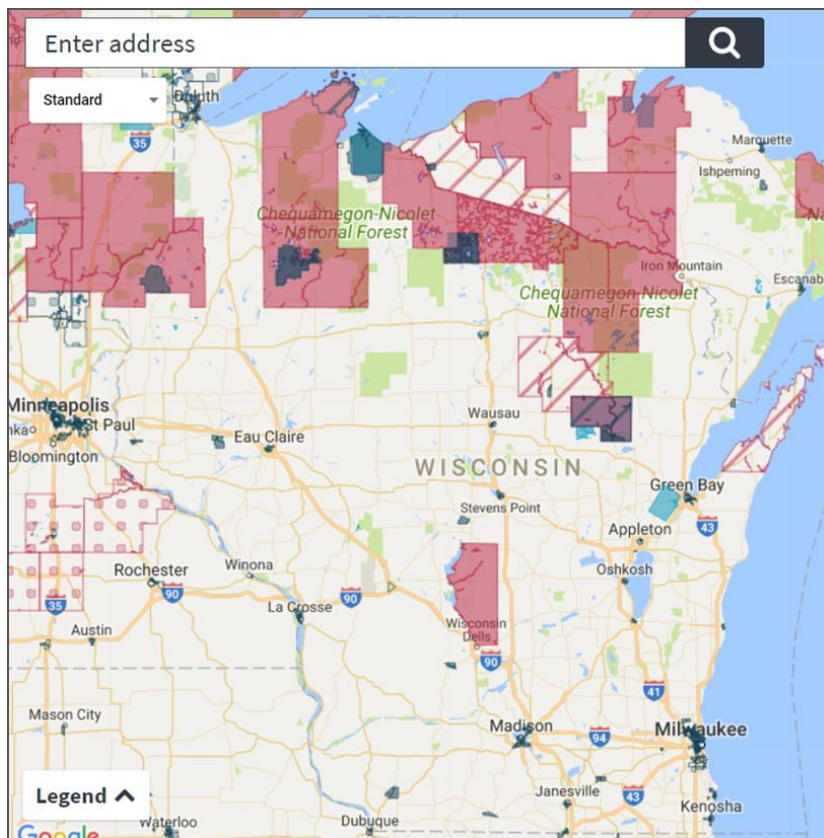 Enter address
Standard
Duluth
35
Marquette
Ishpeming
Chequamegon-Nicolet
National Forest
Iron Mountain
Escanab
Chequamegon-Nicolet
National Forest
Minneapolis
St Paul
nka
Bloomington
Wausau
Eau Claire
WISCONSIN
Green Bay
Stevens Point
43
Appleton
Rochester
Winona
Oshkosh
90
90
35
La Crosse
Austin
Wisconsin
Dells
90
41
Mason City
Madison
94
Milwaukee
Legend
Janesville
43
Kenosha
Waterloo
Dubuque
Google